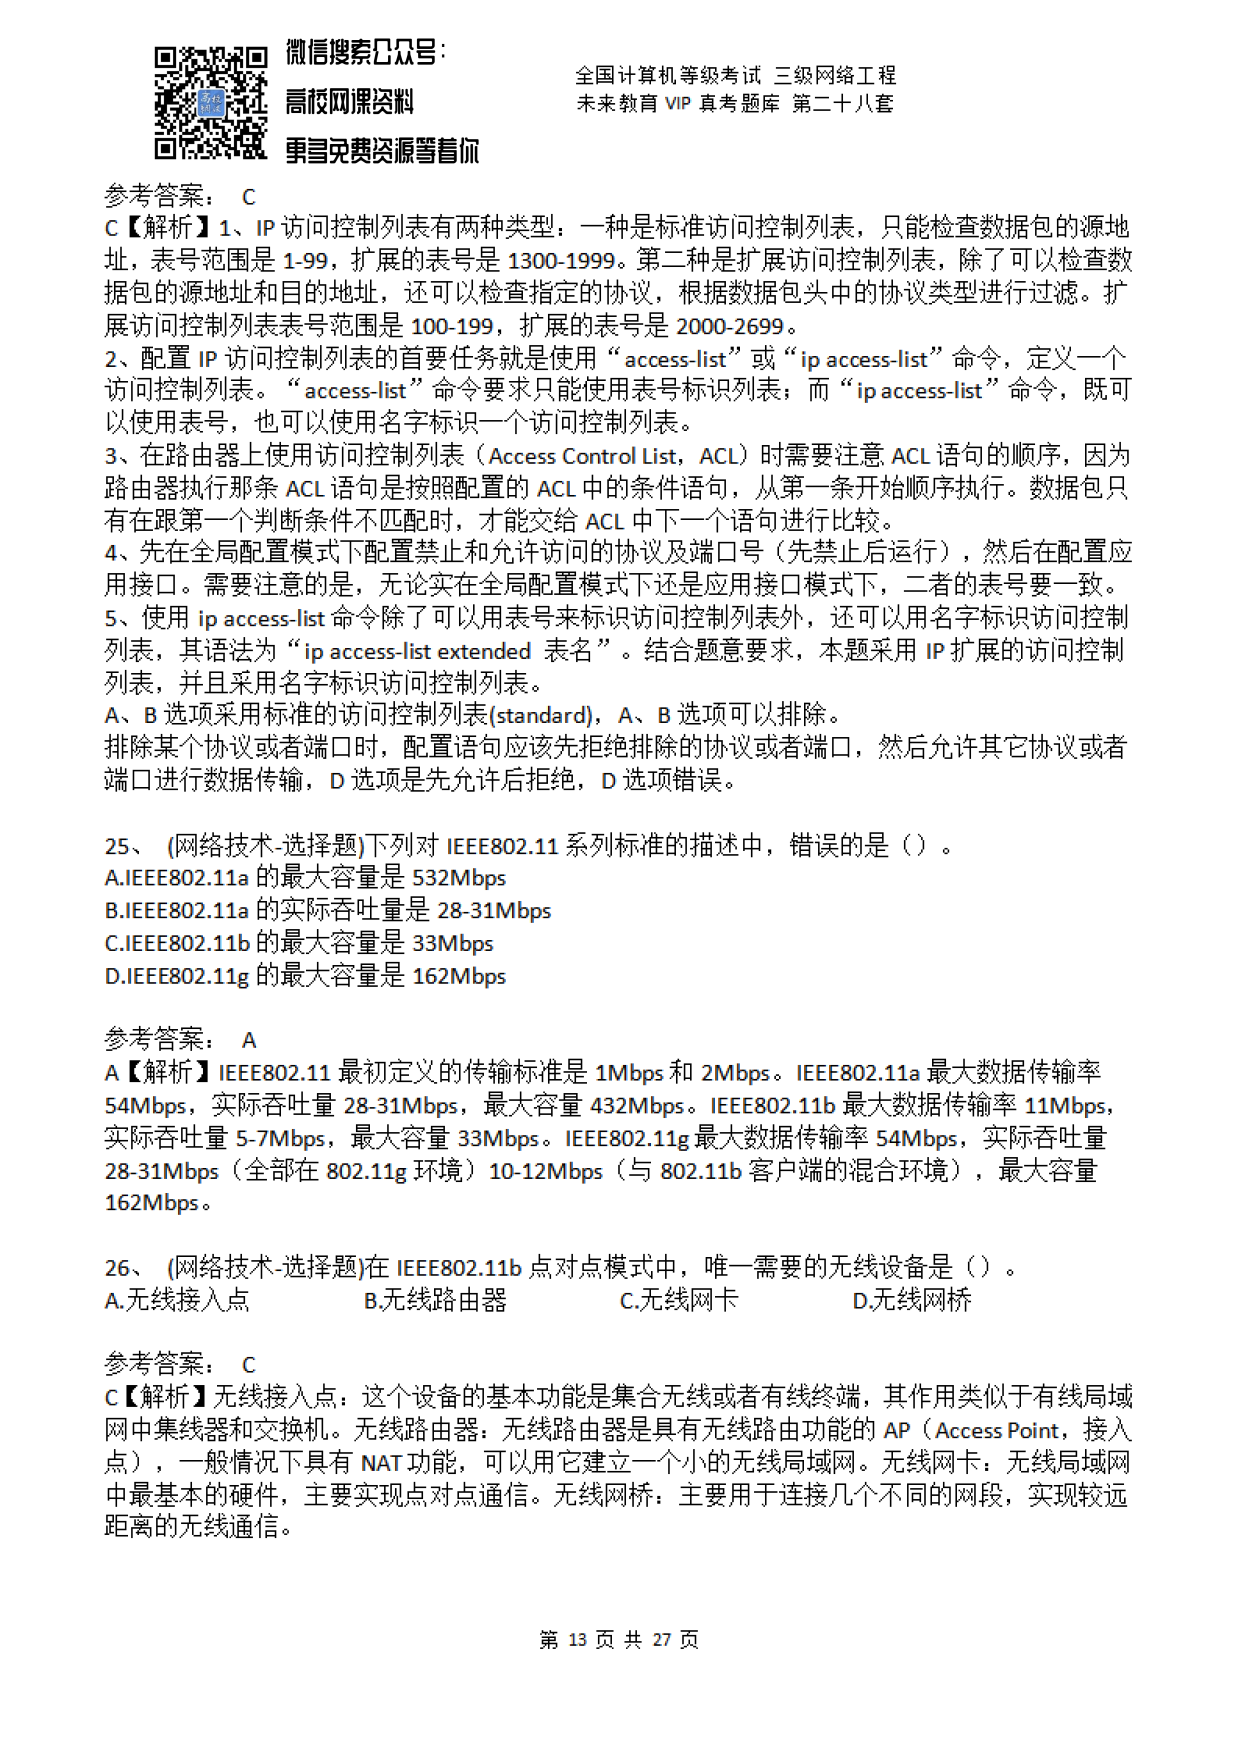 微信搜索公众号：
高校网课资料
更多免费资源等着你
高校
网课
全国计算机等级考试 三级网络工程
未来教育 VIP 真考题库 第二十八套
参考答案： C
C【解析】1、IP 访问控制列表有两种类型：一种是标准访问控制列表，只能检查数据包的源地
址，表号范围是 1-99，扩展的表号是 1300-1999。第二种是扩展访问控制列表，除了可以检查数
据包的源地址和目的地址，还可以检查指定的协议，根据数据包头中的协议类型进行过滤。扩
展访问控制列表表号范围是 100-199，扩展的表号是 2000-2699。
2、配置 IP 访问控制列表的首要任务就是使用“access-list”或“ip access-list”命令，定义一个
访问控制列表。“access-list”命令要求只能使用表号标识列表；而“ip access-list”命令，既可
以使用表号，也可以使用名字标识一个访问控制列表。
3、在路由器上使用访问控制列表（Access Control List，ACL）时需要注意 ACL 语句的顺序，因为
路由器执行那条 ACL 语句是按照配置的 ACL 中的条件语句，从第一条开始顺序执行。数据包只
有在跟第一个判断条件不匹配时，才能交给 ACL 中下一个语句进行比较。
4、先在全局配置模式下配置禁止和允许访问的协议及端口号（先禁止后运行），然后在配置应
用接口。需要注意的是，无论实在全局配置模式下还是应用接口模式下，二者的表号要一致。
5、使用 ip access-list 命令除了可以用表号来标识访问控制列表外，还可以用名字标识访问控制
列表，其语法为“ip access-list extended 表名”。结合题意要求，本题采用 IP 扩展的访问控制
列表，并且采用名字标识访问控制列表。
A、B 选项采用标准的访问控制列表(standard)，A、B 选项可以排除。
排除某个协议或者端口时，配置语句应该先拒绝排除的协议或者端口，然后允许其它协议或者
端口进行数据传输，D 选项是先允许后拒绝，D 选项错误。
25、 (网络技术-选择题)下列对 IEEE802.11 系列标准的描述中，错误的是（）。
A.IEEE802.11a 的最大容量是 532Mbps
B.IEEE802.11a 的实际吞吐量是 28-31Mbps
C.IEEE802.11b 的最大容量是 33Mbps
D.IEEE802.11g 的最大容量是 162Mbps
参考答案： A
A【解析】IEEE802.11 最初定义的传输标准是 1Mbps 和 2Mbps。IEEE802.11a 最大数据传输率
54Mbps，实际吞吐量 28-31Mbps，最大容量 432Mbps。IEEE802.11b 最大数据传输率 11Mbps，
实际吞吐量 5-7Mbps，最大容量 33Mbps。IEEE802.11g 最大数据传输率 54Mbps，实际吞吐量
28-31Mbps（全部在 802.11g 环境）10-12Mbps（与 802.11b 客户端的混合环境），最大容量
162Mbps。
26、 (网络技术-选择题)在 IEEE802.11b 点对点模式中，唯一需要的无线设备是（）。
A.无线接入点 B.无线路由器 C.无线网卡 D.无线网桥
参考答案： C
C【解析】无线接入点：这个设备的基本功能是集合无线或者有线终端，其作用类似于有线局域
网中集线器和交换机。无线路由器：无线路由器是具有无线路由功能的 AP（Access Point，接入
点），一般情况下具有 NAT 功能，可以用它建立一个小的无线局域网。无线网卡：无线局域网
中最基本的硬件，主要实现点对点通信。无线网桥：主要用于连接几个不同的网段，实现较远
距离的无线通信。
第 13 页 共 27 页